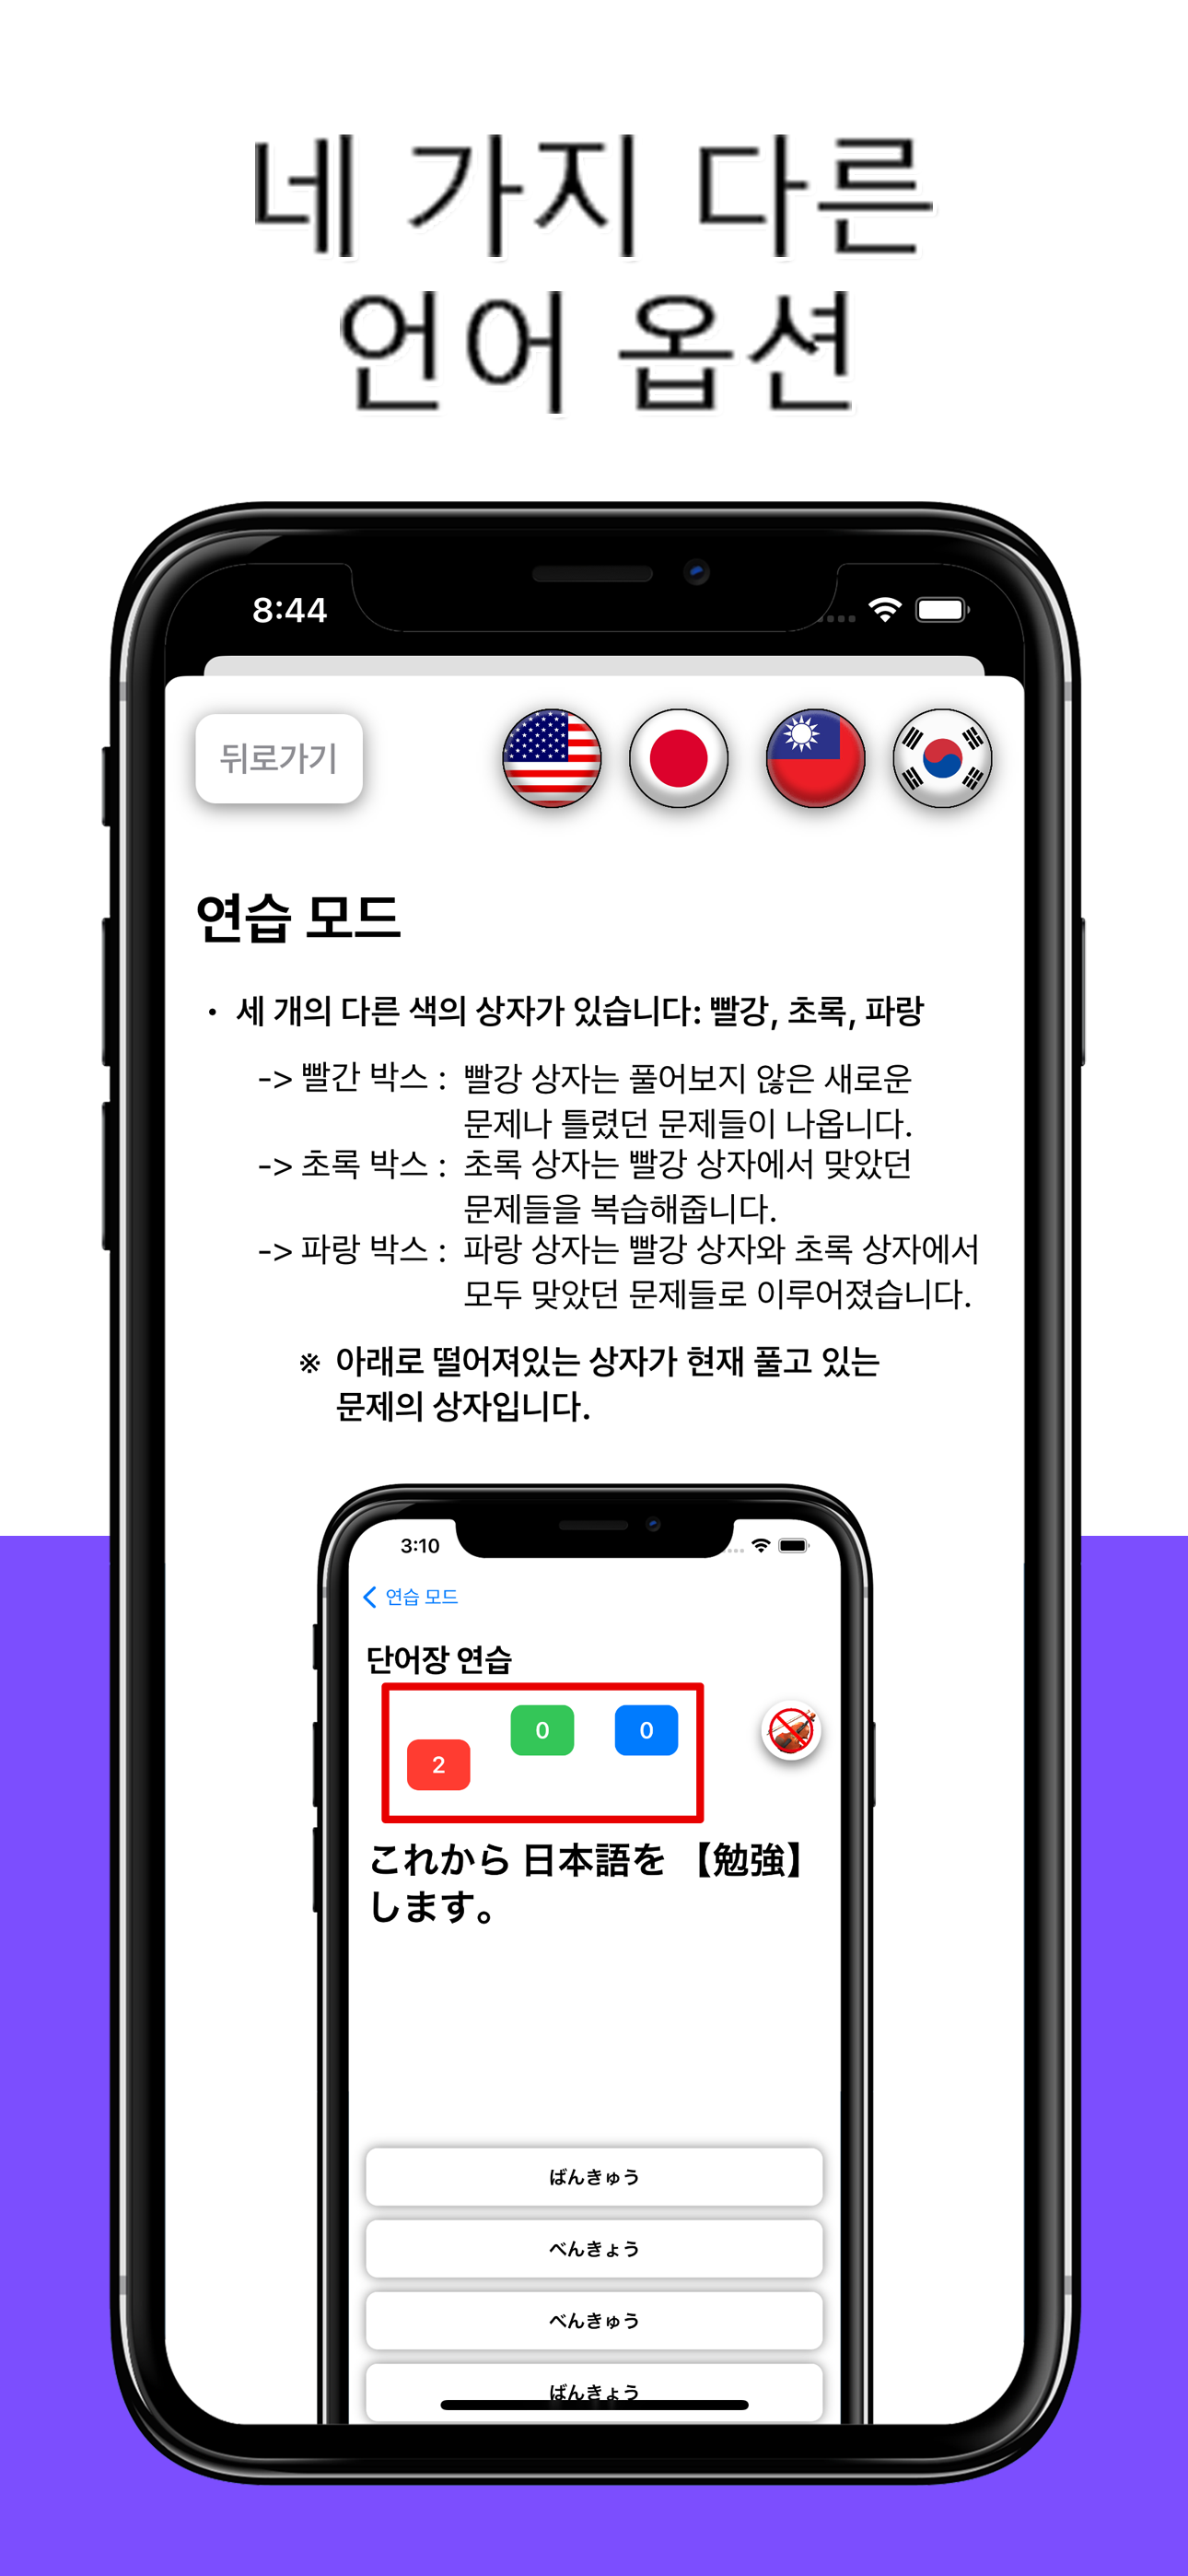 네 가지 다른
언어 옵션
8:44
뒤로가기
연습 모드
• 세 개의 다른 색의 상자가 있습니다: 빨강, 초록, 파랑
-> 빨간 박스 : 빨강 상자는 풀어보지 않은 새로운
문제나 틀렸던 문제들이 나옵니다.
-> 초록 박스 : 초록 상자는 빨강 상자에서 맞았던
문제들을 복습해줍니다.
-> 파랑 박스 : 파랑 상자는 빨강 상자와 초록 상자에서
모두 맞았던 문제들로 이루어졌습니다.
※ 아래로 떨어져있는 상자가 현재 풀고 있는
문제의 상자입니다.
3:10
연습 모드
단어장 연습
2 0 0
これから 日本語を 【勉強】
します。
ばんきゅう
べんきょう
べんきゅう
ばんきょう